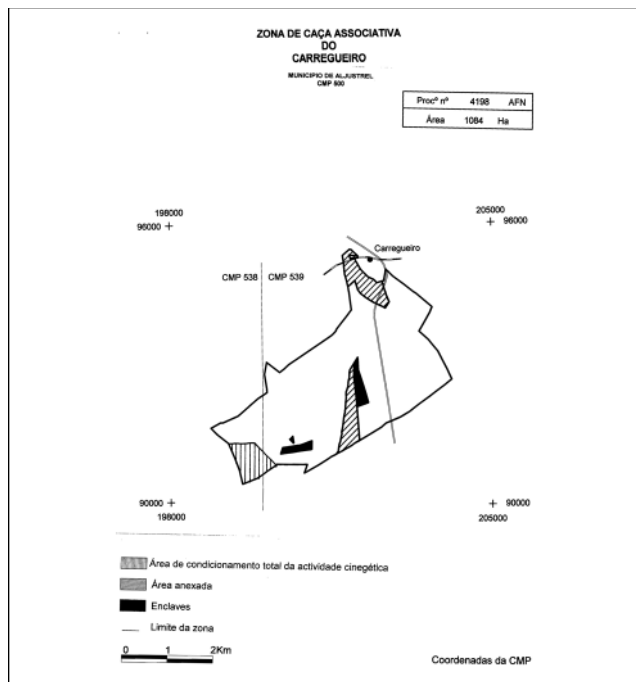 ZONA DE CAÇA ASSOCIATIVA
DO
CARREGUEIRO
MUNICIPIO DE ALJUSTREL
CMP 500
Procº nº 4198 AFN
Área 1084 Ha
198000
96000
205000
96000
Carregueiro
CMP 538
CMP 539
90000
198000
90000
205000
Área de condicionamento total da actividade cinegética
Área anexada
Enclaves
Limite da zona
0 1 2Km
Coordenadas da CMP